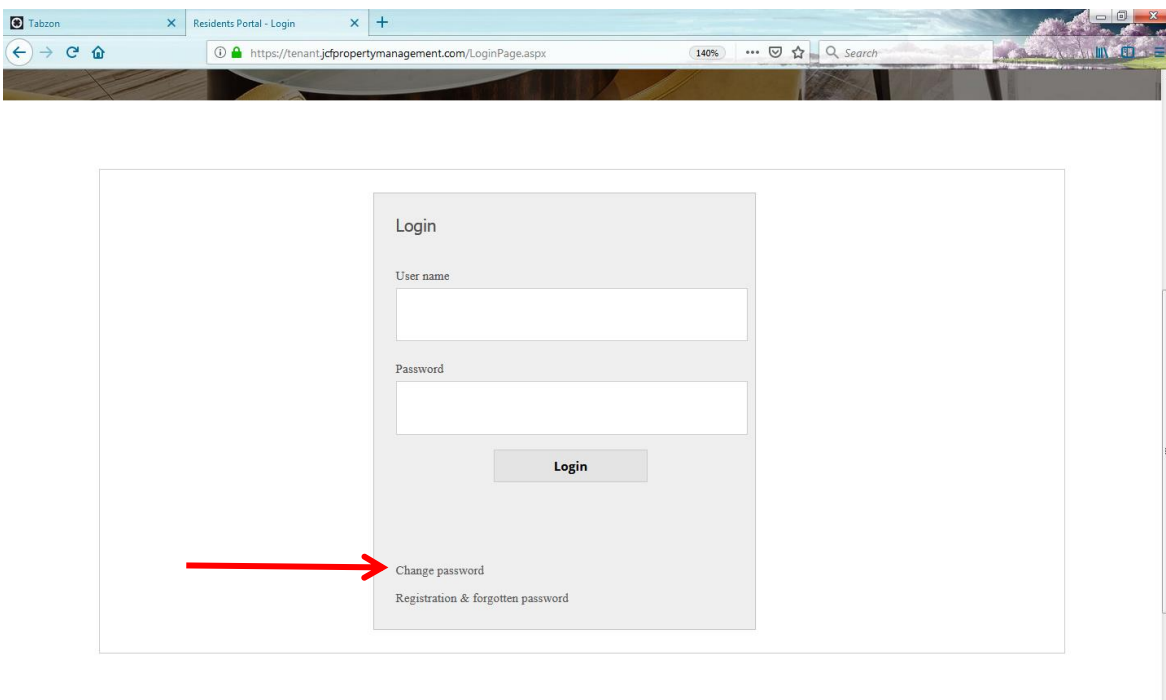 Tabzon
Residents Portal - Login
https://tenant.jcfpropertymanagement.com/LoginPage.aspx
140%
Search
Login
User name
Password
Login
Change password
Registration & forgotten password